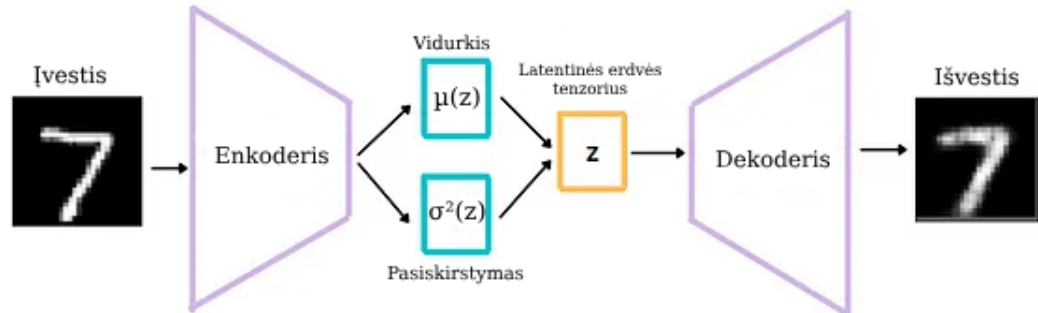 Įvestis
Enkoderis
Vidurkis
μ(z)
σ²(z)
Pasiskirstymas
Latentinės erdvės
tenzorius
z
Dekoderis
Išvestis